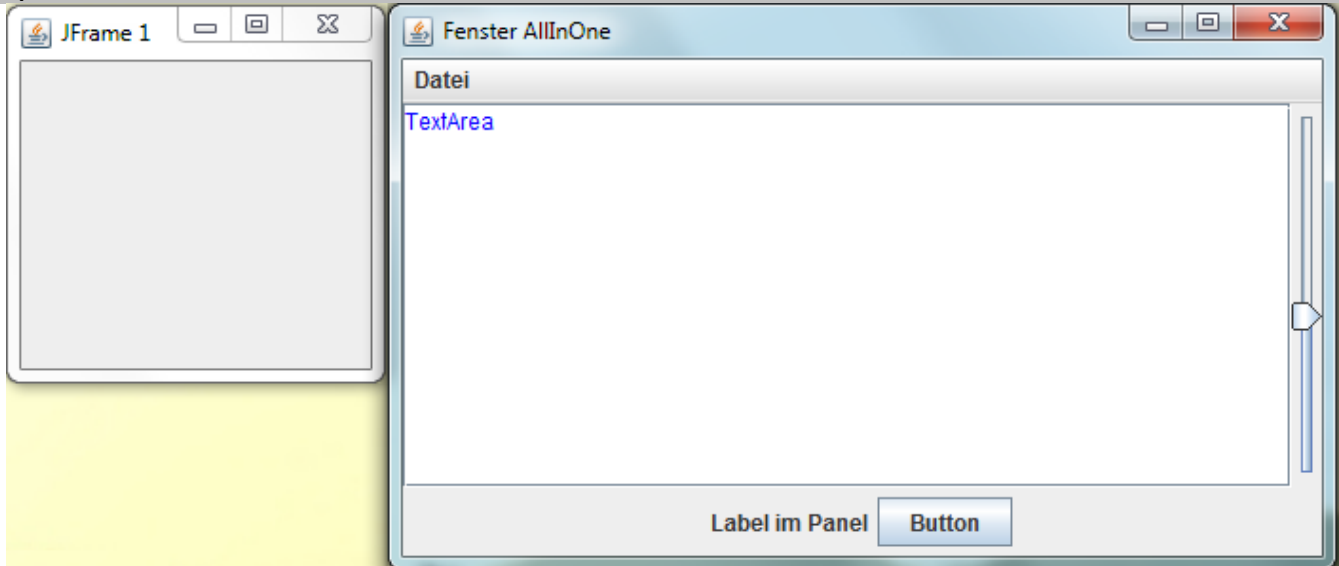 JFrame 1
Fenster AllInOne
Datei
TextArea
Label im Panel
Button